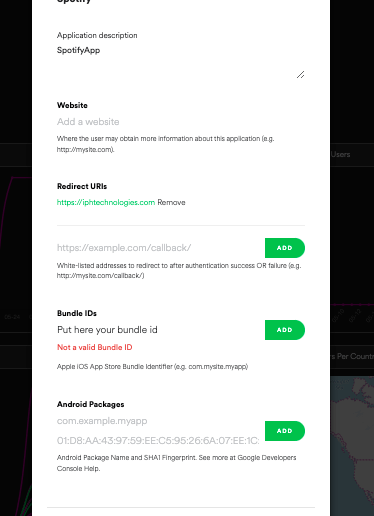 Spotify
Application description
SpotifyApp
Website
Add a website
Where the user may obtain more information about this application (e.g.
http://mysite.com).
Users
Redirect URIs
https://iphtechnologies.com Remove
https://example.com/callback/
ADD
White-listed addresses to redirect to after authentication success OR failure (e.g.
http://mysite.com/callback/)
Bundle IDs
Put here your bundle id
ADD
Not a valid Bundle ID
Apple iOS App Store Bundle Identifier (e.g. com.mysite.myapp)
rs Per Countr
Android Packages
com.example.myapp
ADD
01:D8:AA:43:97:59:EE:C5:95:26:6A:07:EE:1C:
Android Package Name and SHA1 Fingerprint. See more at Google Developers
Console Help.